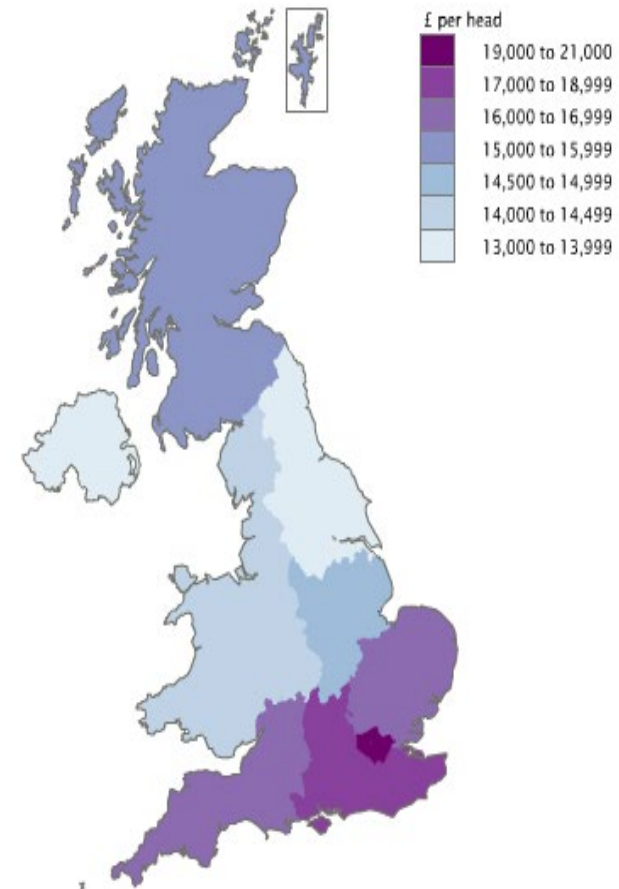 £ per head
19,000 to 21,000
17,000 to 18,999
16,000 to 16,999
15,000 to 15,999
14,500 to 14,999
14,000 to 14,499
13,000 to 13,999